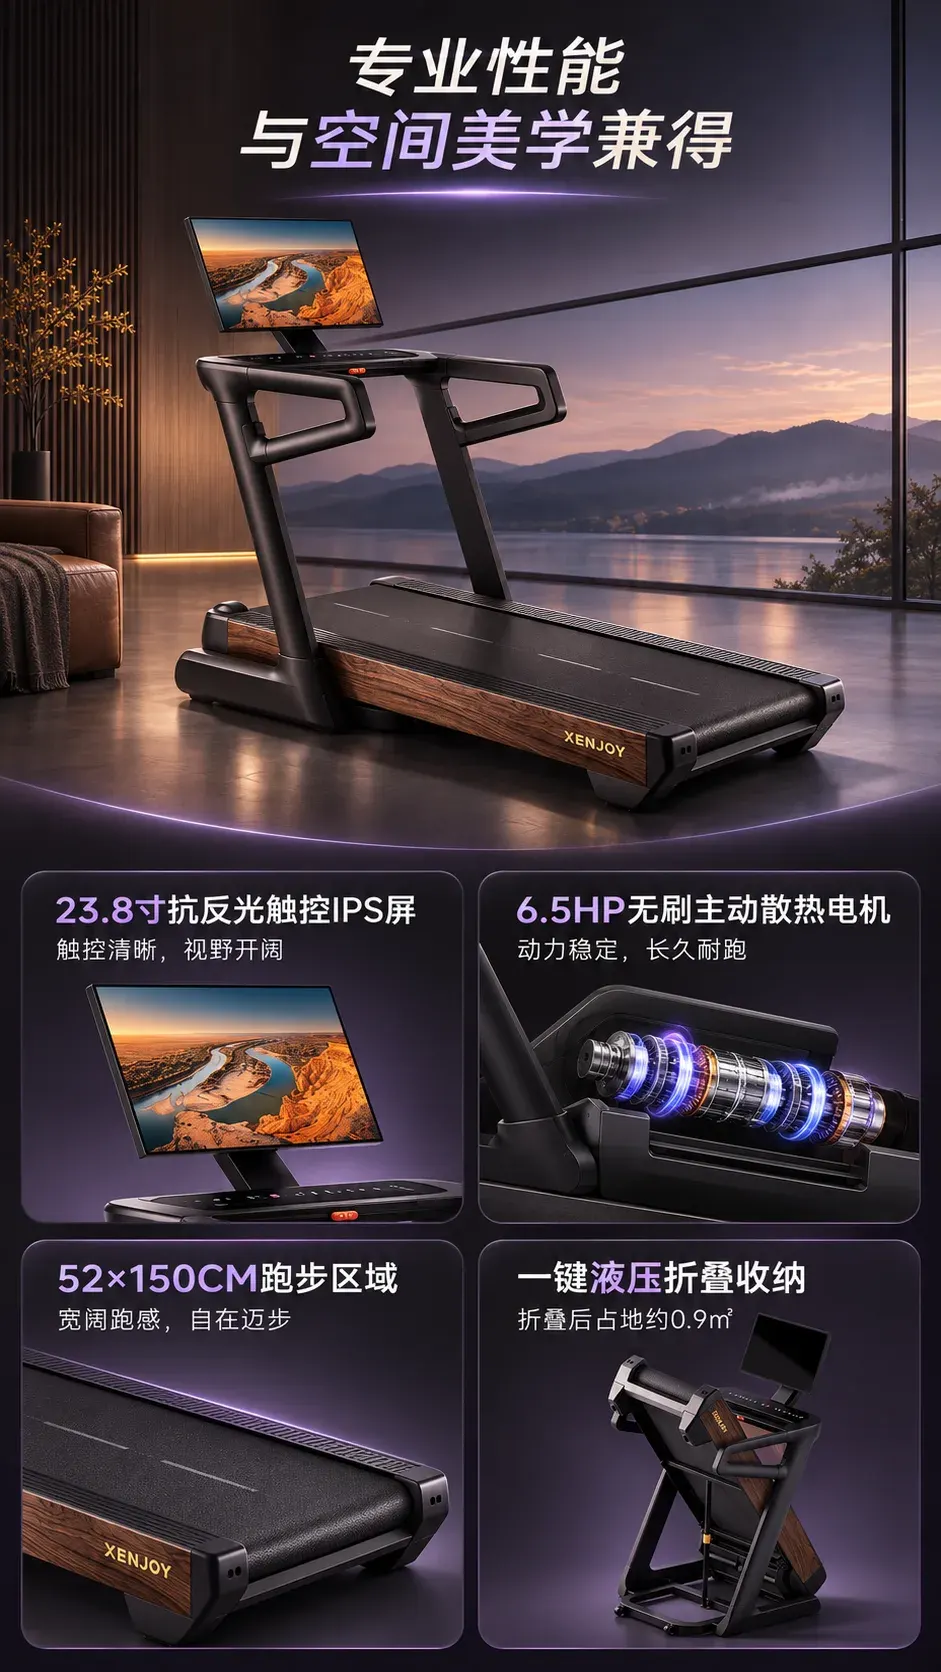 专业性能
与空间美学兼得
XENJOY
23.8寸抗反光触控IPS屏
触控清晰，视野开阔
6.5HP无刷主动散热电机
动力稳定，长久耐跑
52×150CM跑步区域
宽阔跑感，自在迈步
XENJOY
一键液压折叠收纳
折叠后占地约0.9㎡
XENJOY